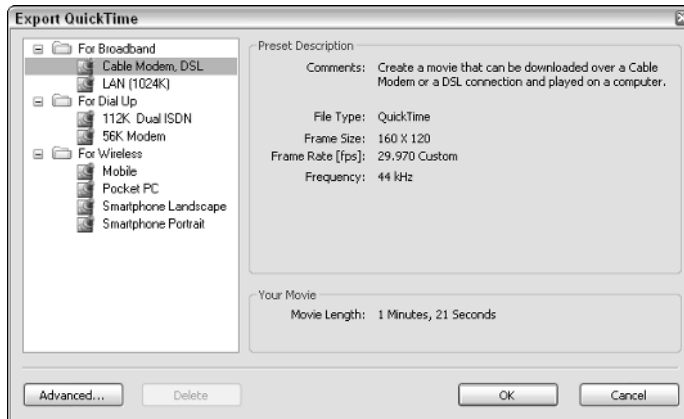 Export QuickTime
For Broadband
Cable Modem, DSL
LAN (1024K)
For Dial Up
112K Dual ISDN
56K Modem
For Wireless
Mobile
Pocket PC
Smartphone Landscape
Smartphone Portrait
Preset Description
Comments: Create a movie that can be downloaded over a Cable
Modem or a DSL connection and played on a computer.
File Type: QuickTime
Frame Size: 160 X 120
Frame Rate [fps]: 29.970 Custom
Frequency: 44 kHz
Your Movie
Movie Length: 1 Minutes, 21 Seconds
Advanced... Delete OK Cancel